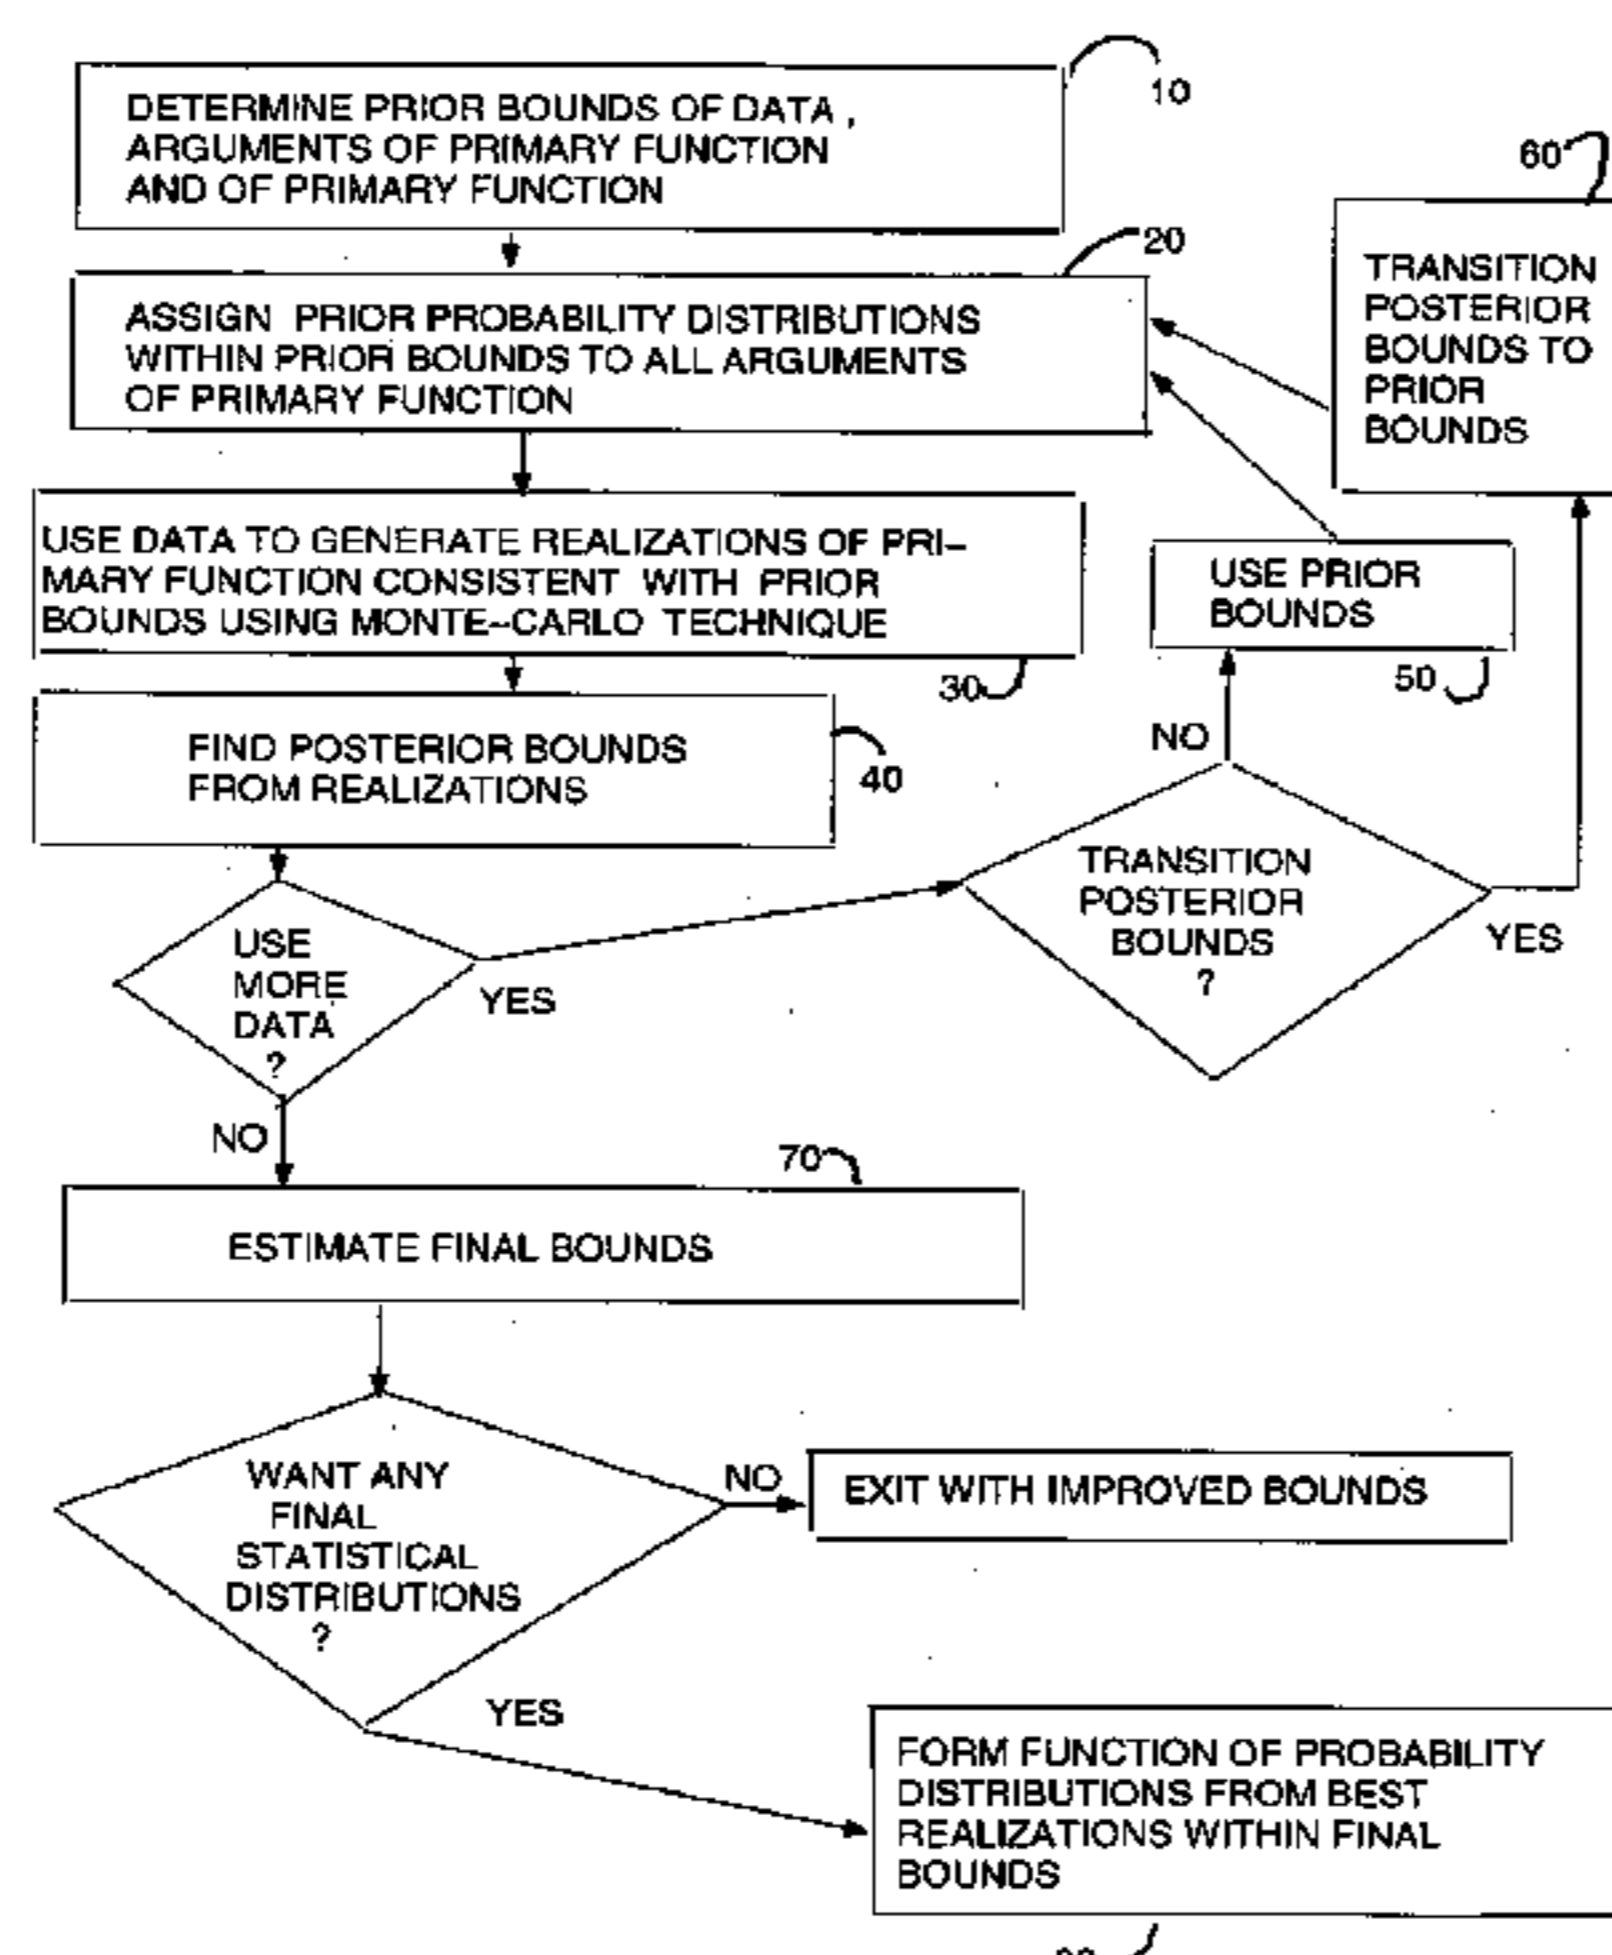 10
DETERMINE PRIOR BOUNDS OF DATA ,
ARGUMENTS OF PRIMARY FUNCTION
AND OF PRIMARY FUNCTION
60
20
TRANSITION
POSTERIOR
BOUNDS TO
PRIOR
BOUNDS
ASSIGN PRIOR PROBABILITY DISTRIBUTIONS
WITHIN PRIOR BOUNDS TO ALL ARGUMENTS
OF PRIMARY FUNCTION
USE DATA TO GENERATE REALIZATIONS OF PRI-
MARY FUNCTION CONSISTENT WITH PRIOR
BOUNDS USING MONTE-CARLO TECHNIQUE
30
USE PRIOR
BOUNDS
50
FIND POSTERIOR BOUNDS
FROM REALIZATIONS
40
NO
TRANSITION
POSTERIOR
BOUNDS
?
YES
USE
MORE
DATA
?
YES
NO
70
ESTIMATE FINAL BOUNDS
WANT ANY
FINAL
STATISTICAL
DISTRIBUTIONS
?
NO
EXIT WITH IMPROVED BOUNDS
YES
FORM FUNCTION OF PROBABILITY
DISTRIBUTIONS FROM BEST
REALIZATIONS WITHIN FINAL
BOUNDS